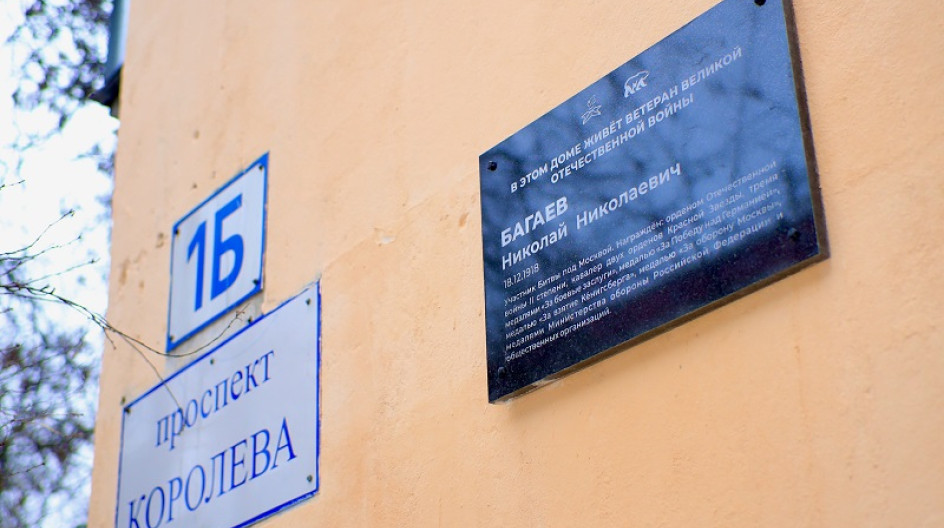 1Б
проспект
КОРОЛЕВА
В ЭТОМ ДОМЕ ЖИВЁТ ВЕТЕРАН ВЕЛИКОЙ
ОТЕЧЕСТВЕННОЙ ВОЙНЫ
БАГАЕВ
Николай Николаевич
18.12.1918
Участник Битвы под Москвой. Награждён: орденом Отечественной
войны II степени, кавалер двух орденов Красной Звезды, тремя
медалями «За боевые заслуги», медалью «За Победу над Германией»,
медалью «За взятие Кёнигсберга», медалью «За оборону Москвы»,
медалями Министерства обороны Российской Федерации и
общественных организаций.